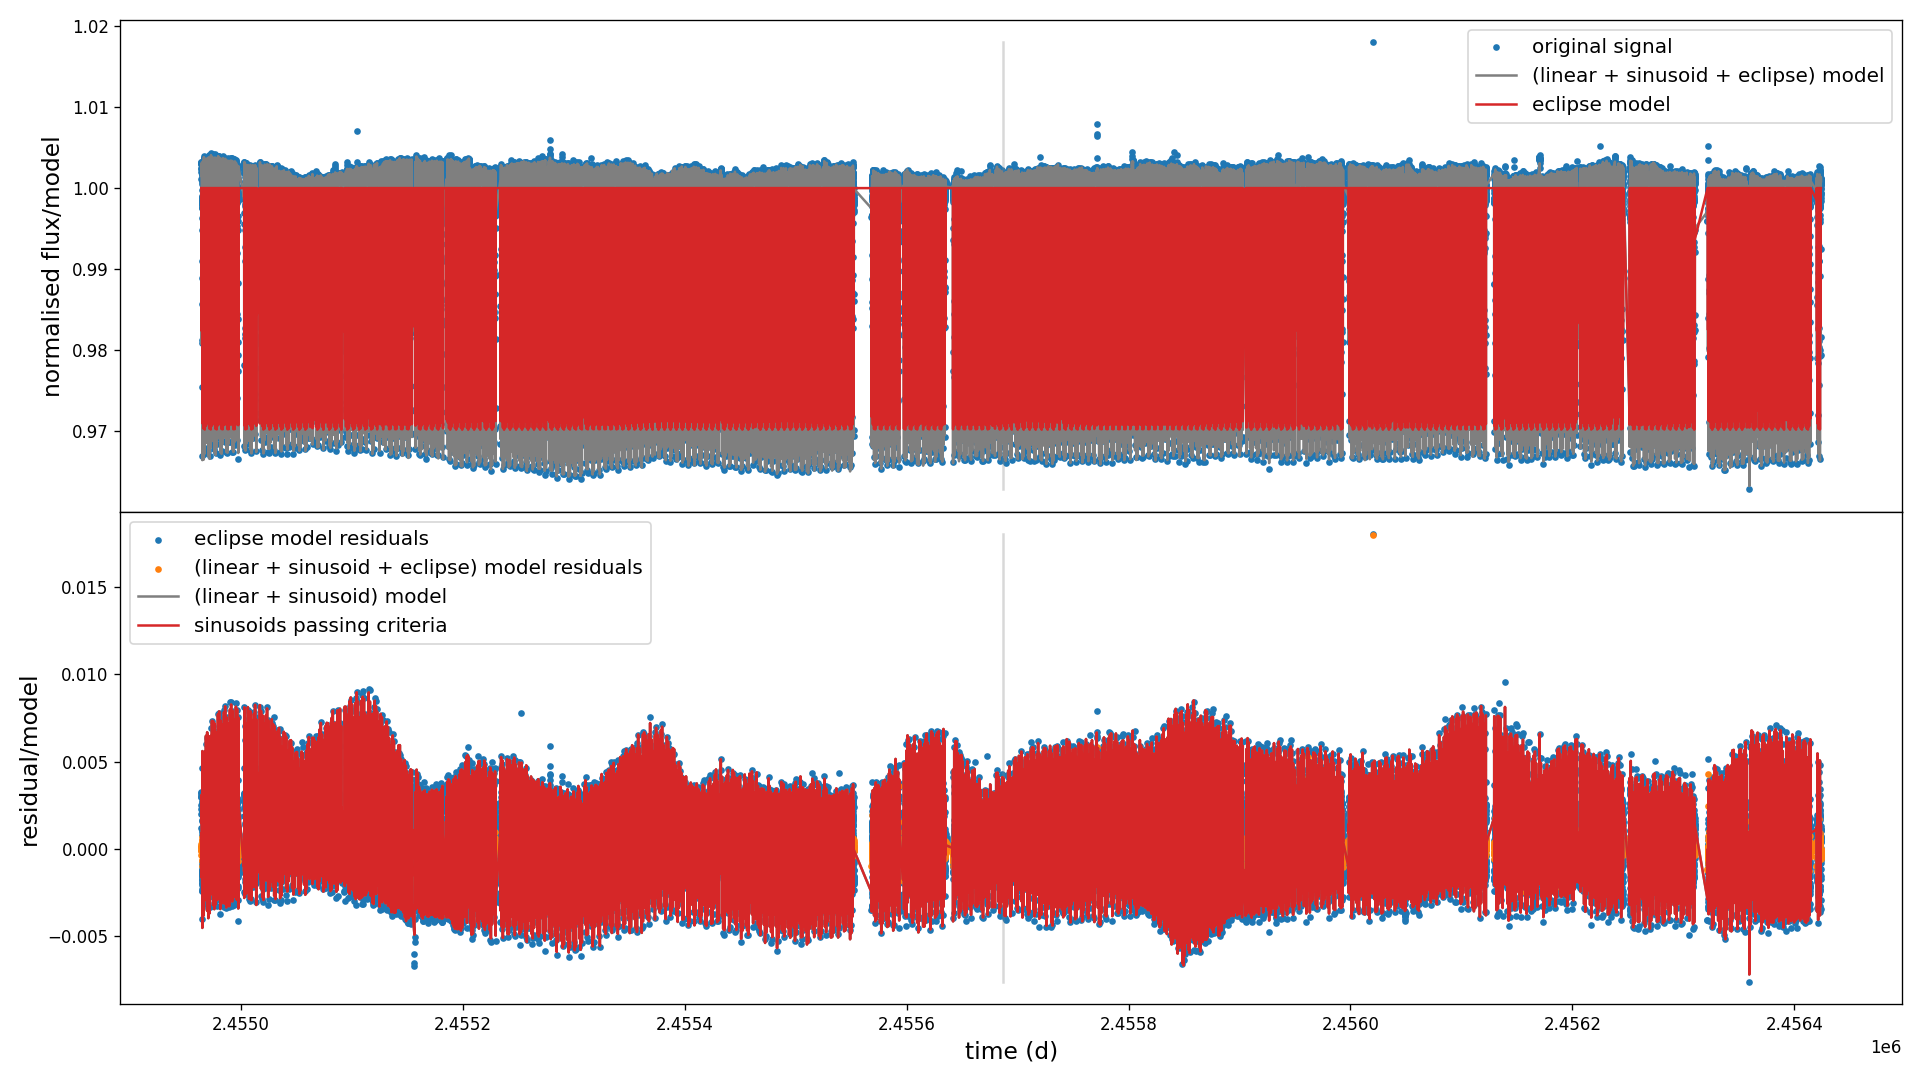 1.02
1.01
1.00
0.99
0.98
0.97
normalised flux/model
original signal
(linear + sinusoid + eclipse) model
eclipse model
0.015
0.010
0.005
0.000
−0.005
residual/model
eclipse model residuals
(linear + sinusoid + eclipse) model residuals
(linear + sinusoid) model
sinusoids passing criteria
2.4550 2.4552 2.4554 2.4556 2.4558 2.4560 2.4562 2.4564
time (d)
1e6